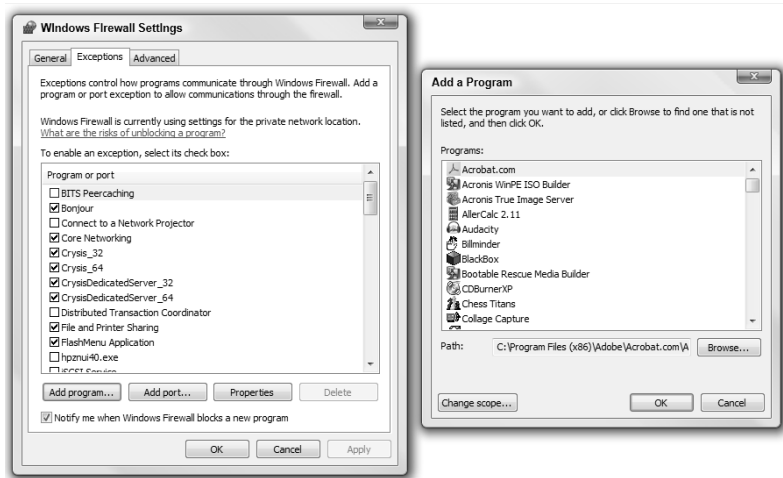 Windows Firewall Settings
General
Exceptions
Advanced
Exceptions control how programs communicate through Windows Firewall. Add a
program or port exception to allow communications through the firewall.
Windows Firewall is currently using settings for the private network location.
What are the risks of unblocking a program?
To enable an exception, select its check box:
Program or port
BITS Peercaching
Bonjour
Connect to a Network Projector
Core Networking
Crysis_32
Crysis_64
CrysisDedicatedServer_32
CrysisDedicatedServer_64
Distributed Transaction Coordinator
File and Printer Sharing
FlashMenu Application
hpznui40.exe
iSCSI Service
Add program...
Add port...
Properties
Delete
Notify me when Windows Firewall blocks a new program
OK
Cancel
Apply
Add a Program
Select the program you want to add, or click Browse to find one that is not
listed, and then click OK.
Programs:
Acrobat.com
Acronis WinPE ISO Builder
Acronis True Image Server
AllerCalc 2.11
Audacity
Billminder
BlackBox
Bootable Rescue Media Builder
CDBurnerXP
Chess Titans
Collage Capture
Path:
C:\Program Files (x86)\Adobe\Acrobat.com\A
Browse...
Change scope...
OK
Cancel